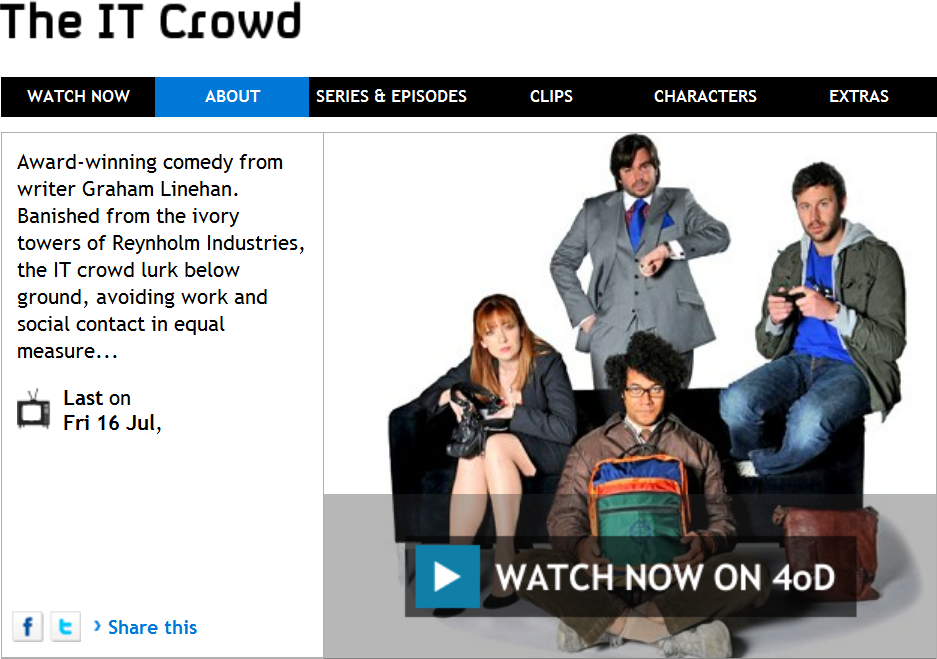 The IT Crowd
WATCH NOW
ABOUT
SERIES & EPISODES
CLIPS
CHARACTERS
EXTRAS
Award-winning comedy from
writer Graham Linehan.
Banished from the ivory
towers of Reynholm Industries,
the IT crowd lurk below
ground, avoiding work and
social contact in equal
measure...
Last on
Fri 16 Jul,
f
t
› Share this
WATCH NOW ON 4oD